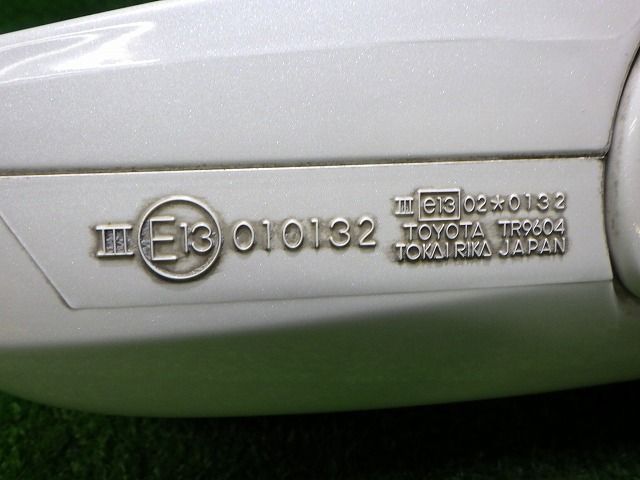 III E13 010132
III e13 02*0132
TOYOTA TR9604
TOKAI RIKA JAPAN